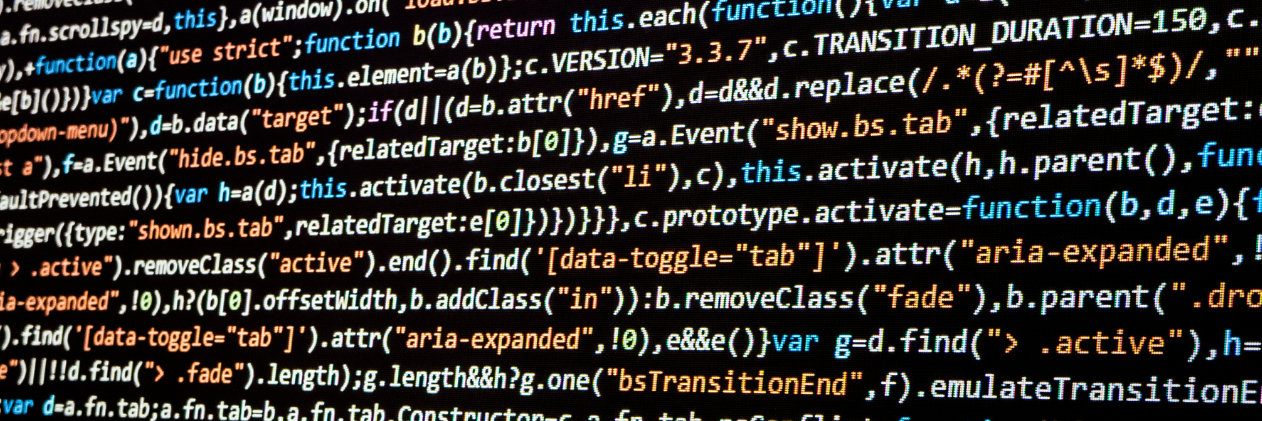 a.fn.scrollspy=d,this},a(window).on(
),+function(a){"use strict";function b(b){return this.each(function(){var
e[b]()})}var c=function(b){this.element=a(b)};c.VERSION="3.3.7",c.TRANSITION_DURATION=150,c.
opdown-menu)"),d=b.data("target");if(d||(d=b.attr("href"),d=d&&d.replace(/.*(?=#[^\s]*$)/,""
st a"),f=a.Event("hide.bs.tab",{relatedTarget:b[0]}),g=a.Event("show.bs.tab",{relatedTarget:
aultPrevented()){var h=a(d);this.activate(b.closest("li"),c),this.activate(h,h.parent(),func
rigger({type:"shown.bs.tab",relatedTarget:e[0]})})}}},c.prototype.activate=function(b,d,e){
> .active").removeClass("active").end().find('[data-toggle="tab"]').attr("aria-expanded",!
ia-expanded",!0),h?(b[0].offsetWidth,b.addClass("in")):b.removeClass("fade"),b.parent(".dro
).find('[data-toggle="tab"]').attr("aria-expanded",!0),e&&e()}var g=d.find("> .active"),h=
e")||!!d.find("> .fade").length);g.length&&h?g.one("bsTransitionEnd",f).emulateTransitionE
var d=a.fn.tab;a.fn.tab=b,a.fn.tab.Constructor=c,a.fn.tab.noConflict